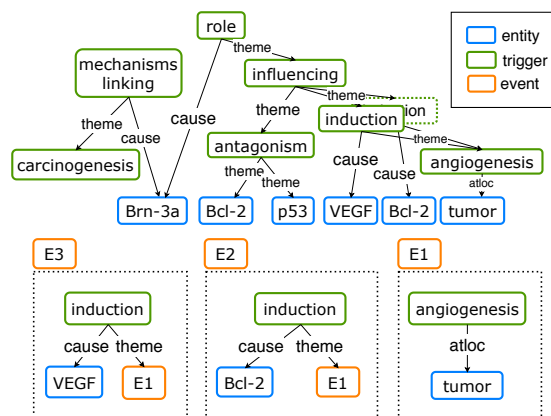 role
entity
trigger
event
theme
mechanisms
linking
influencing
theme
theme
cause
cause
theme
induction
antagonism
theme
carcinogenesis
angiogenesis
theme
theme
cause
cause
atloc
Brn-3a
Bcl-2
p53
VEGF
Bcl-2
tumor
E3
E2
E1
induction
induction
angiogenesis
cause theme
cause
theme
atloc
VEGF
E1
Bcl-2
E1
tumor